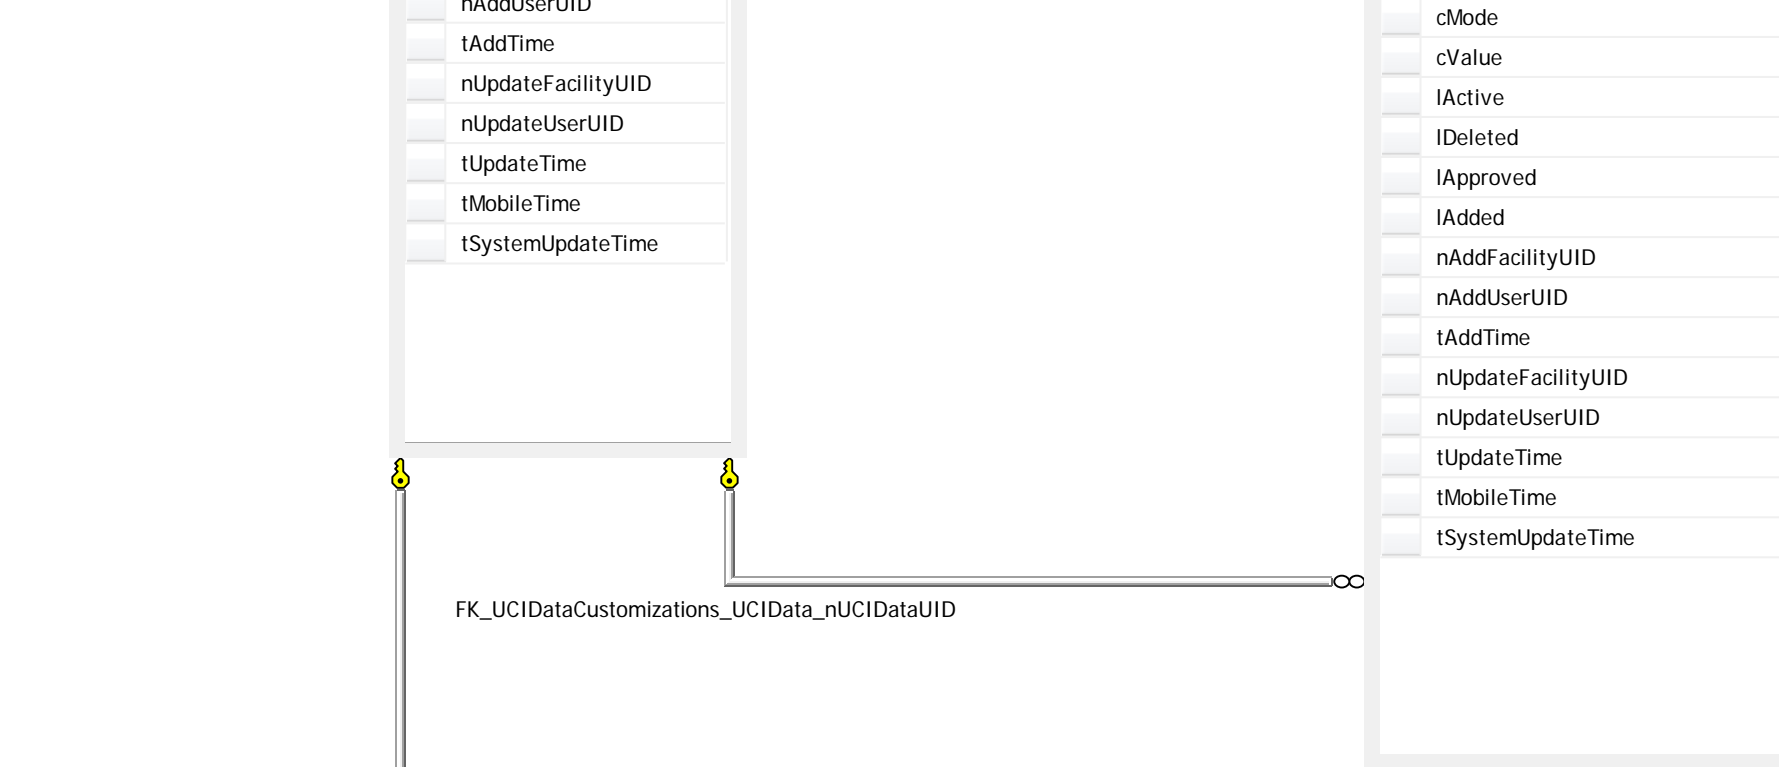 nAddUserUID
tAddTime
nUpdateFacilityUID
nUpdateUserUID
tUpdateTime
tMobileTime
tSystemUpdateTime
FK_UCIDataCustomizations_UCIData_nUCIDataUID
cMode
cValue
lActive
lDeleted
lApproved
lAdded
nAddFacilityUID
nAddUserUID
tAddTime
nUpdateFacilityUID
nUpdateUserUID
tUpdateTime
tMobileTime
tSystemUpdateTime